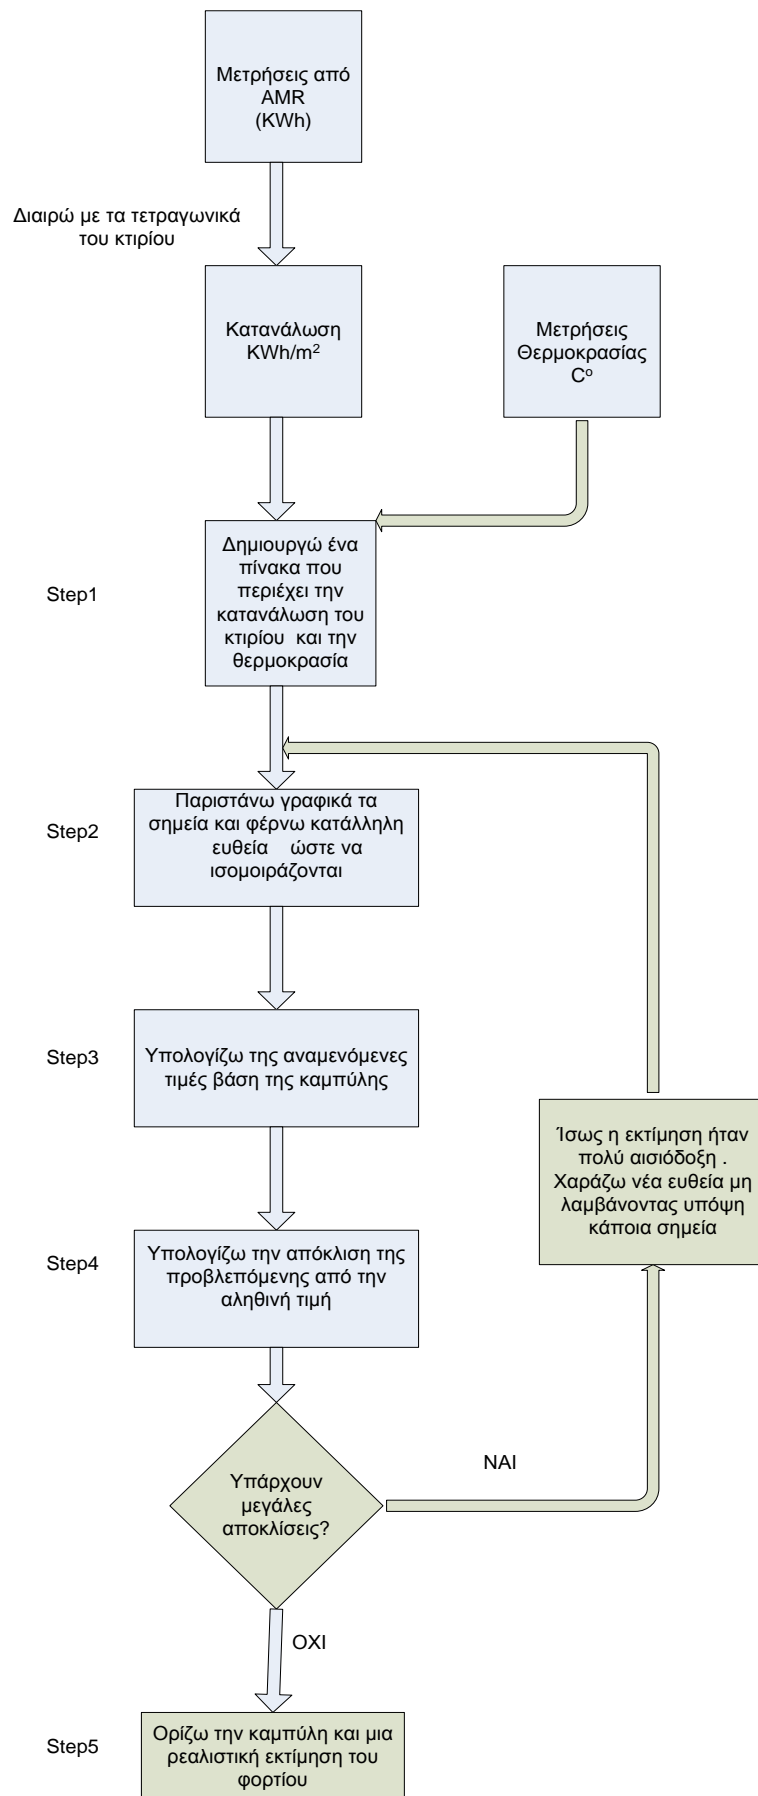 Μετρήσεις από
AMR
(KWh)
Διαιρώ με τα τετραγωνικά
του κτιρίου
Κατανάλωση
KWh/m²
Μετρήσεις
Θερμοκρασίας
Cᵒ
Step1
Δημιουργώ ένα
πίνακα που
περιέχει την
κατανάλωση του
κτιρίου και την
θερμοκρασία
Step2
Παριστάνω γραφικά τα
σημεία και φέρνω κατάλληλη
ευθεία ώστε να
ισομοιράζονται
Step3
Υπολογίζω της αναμενόμενες
τιμές βάση της καμπύλης
Ίσως η εκτίμηση ήταν
πολύ αισιόδοξη .
Χαράζω νέα ευθεία μη
λαμβάνοντας υπόψη
κάποια σημεία
Step4
Υπολογίζω την απόκλιση της
προβλεπόμενης από την
αληθινή τιμή
Υπάρχουν
μεγάλες
αποκλίσεις?
ΝΑΙ
ΟΧΙ
Step5
Ορίζω την καμπύλη και μια
ρεαλιστική εκτίμηση του
φορτίου